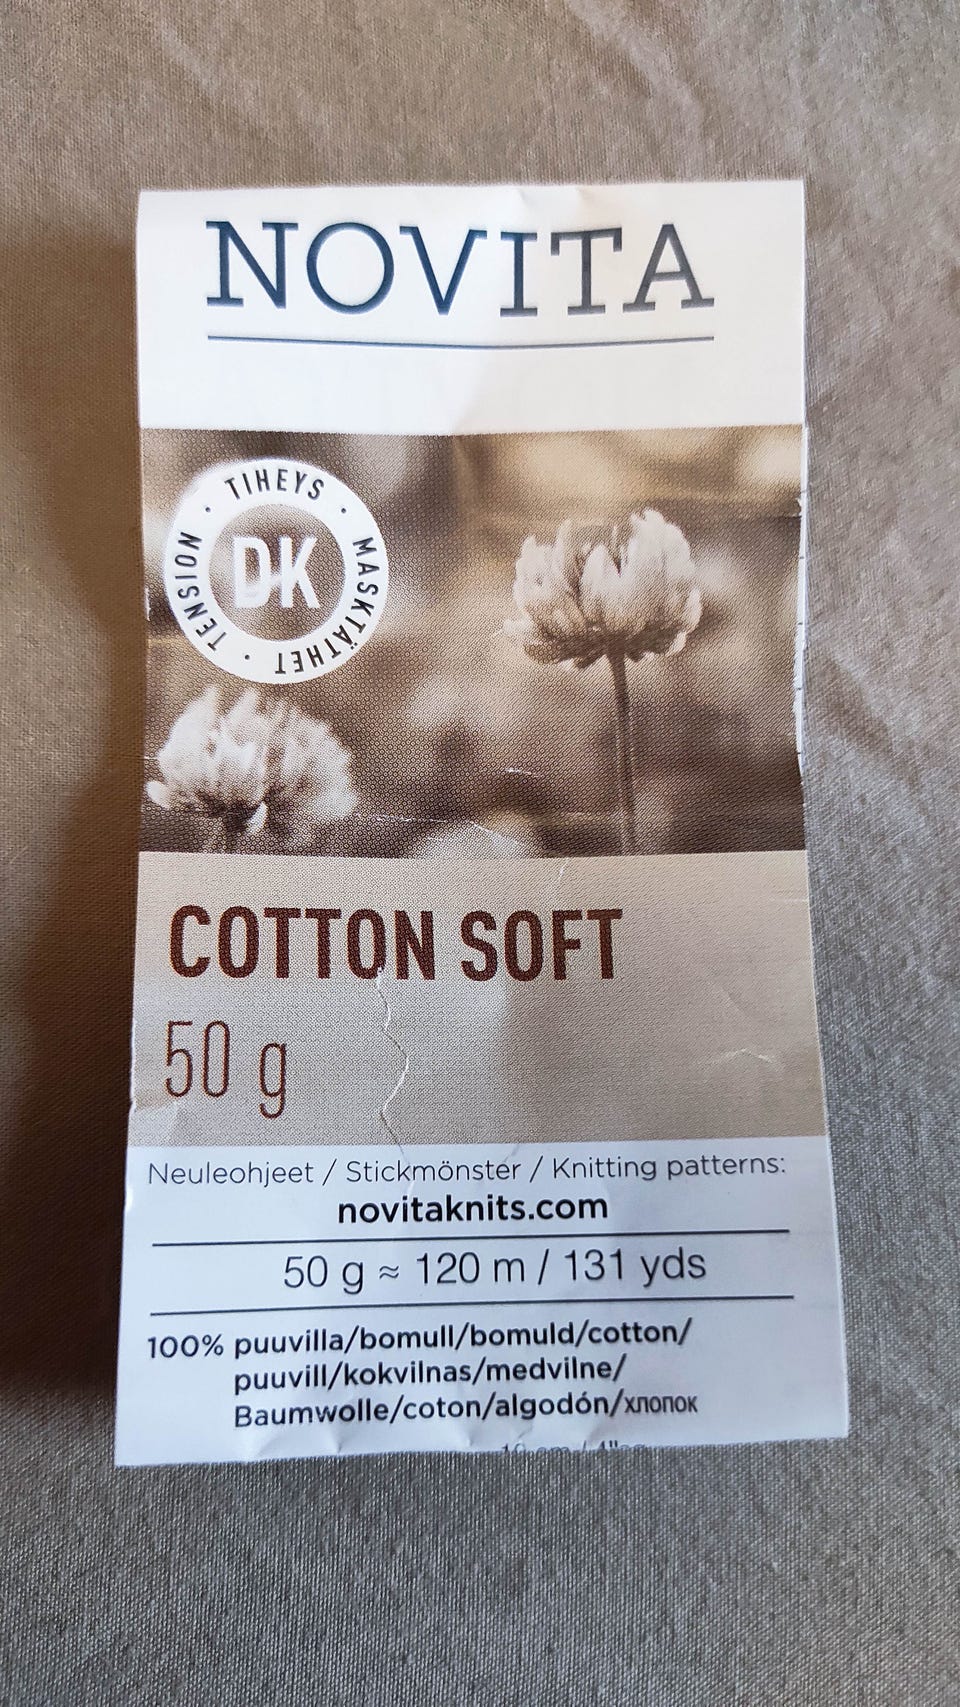 NOVITA
TIHEYS · MASKTÄTHET · TENSION ·
DK
COTTON SOFT
50 g
Neuleohjeet / Stickmönster / Knitting patterns:
novitaknits.com
50 g ≈ 120 m / 131 yds
100% puuvilla/bomull/bomuld/cotton/
puuvill/kokvilnas/medvilne/
Baumwolle/coton/algodón/хлопок